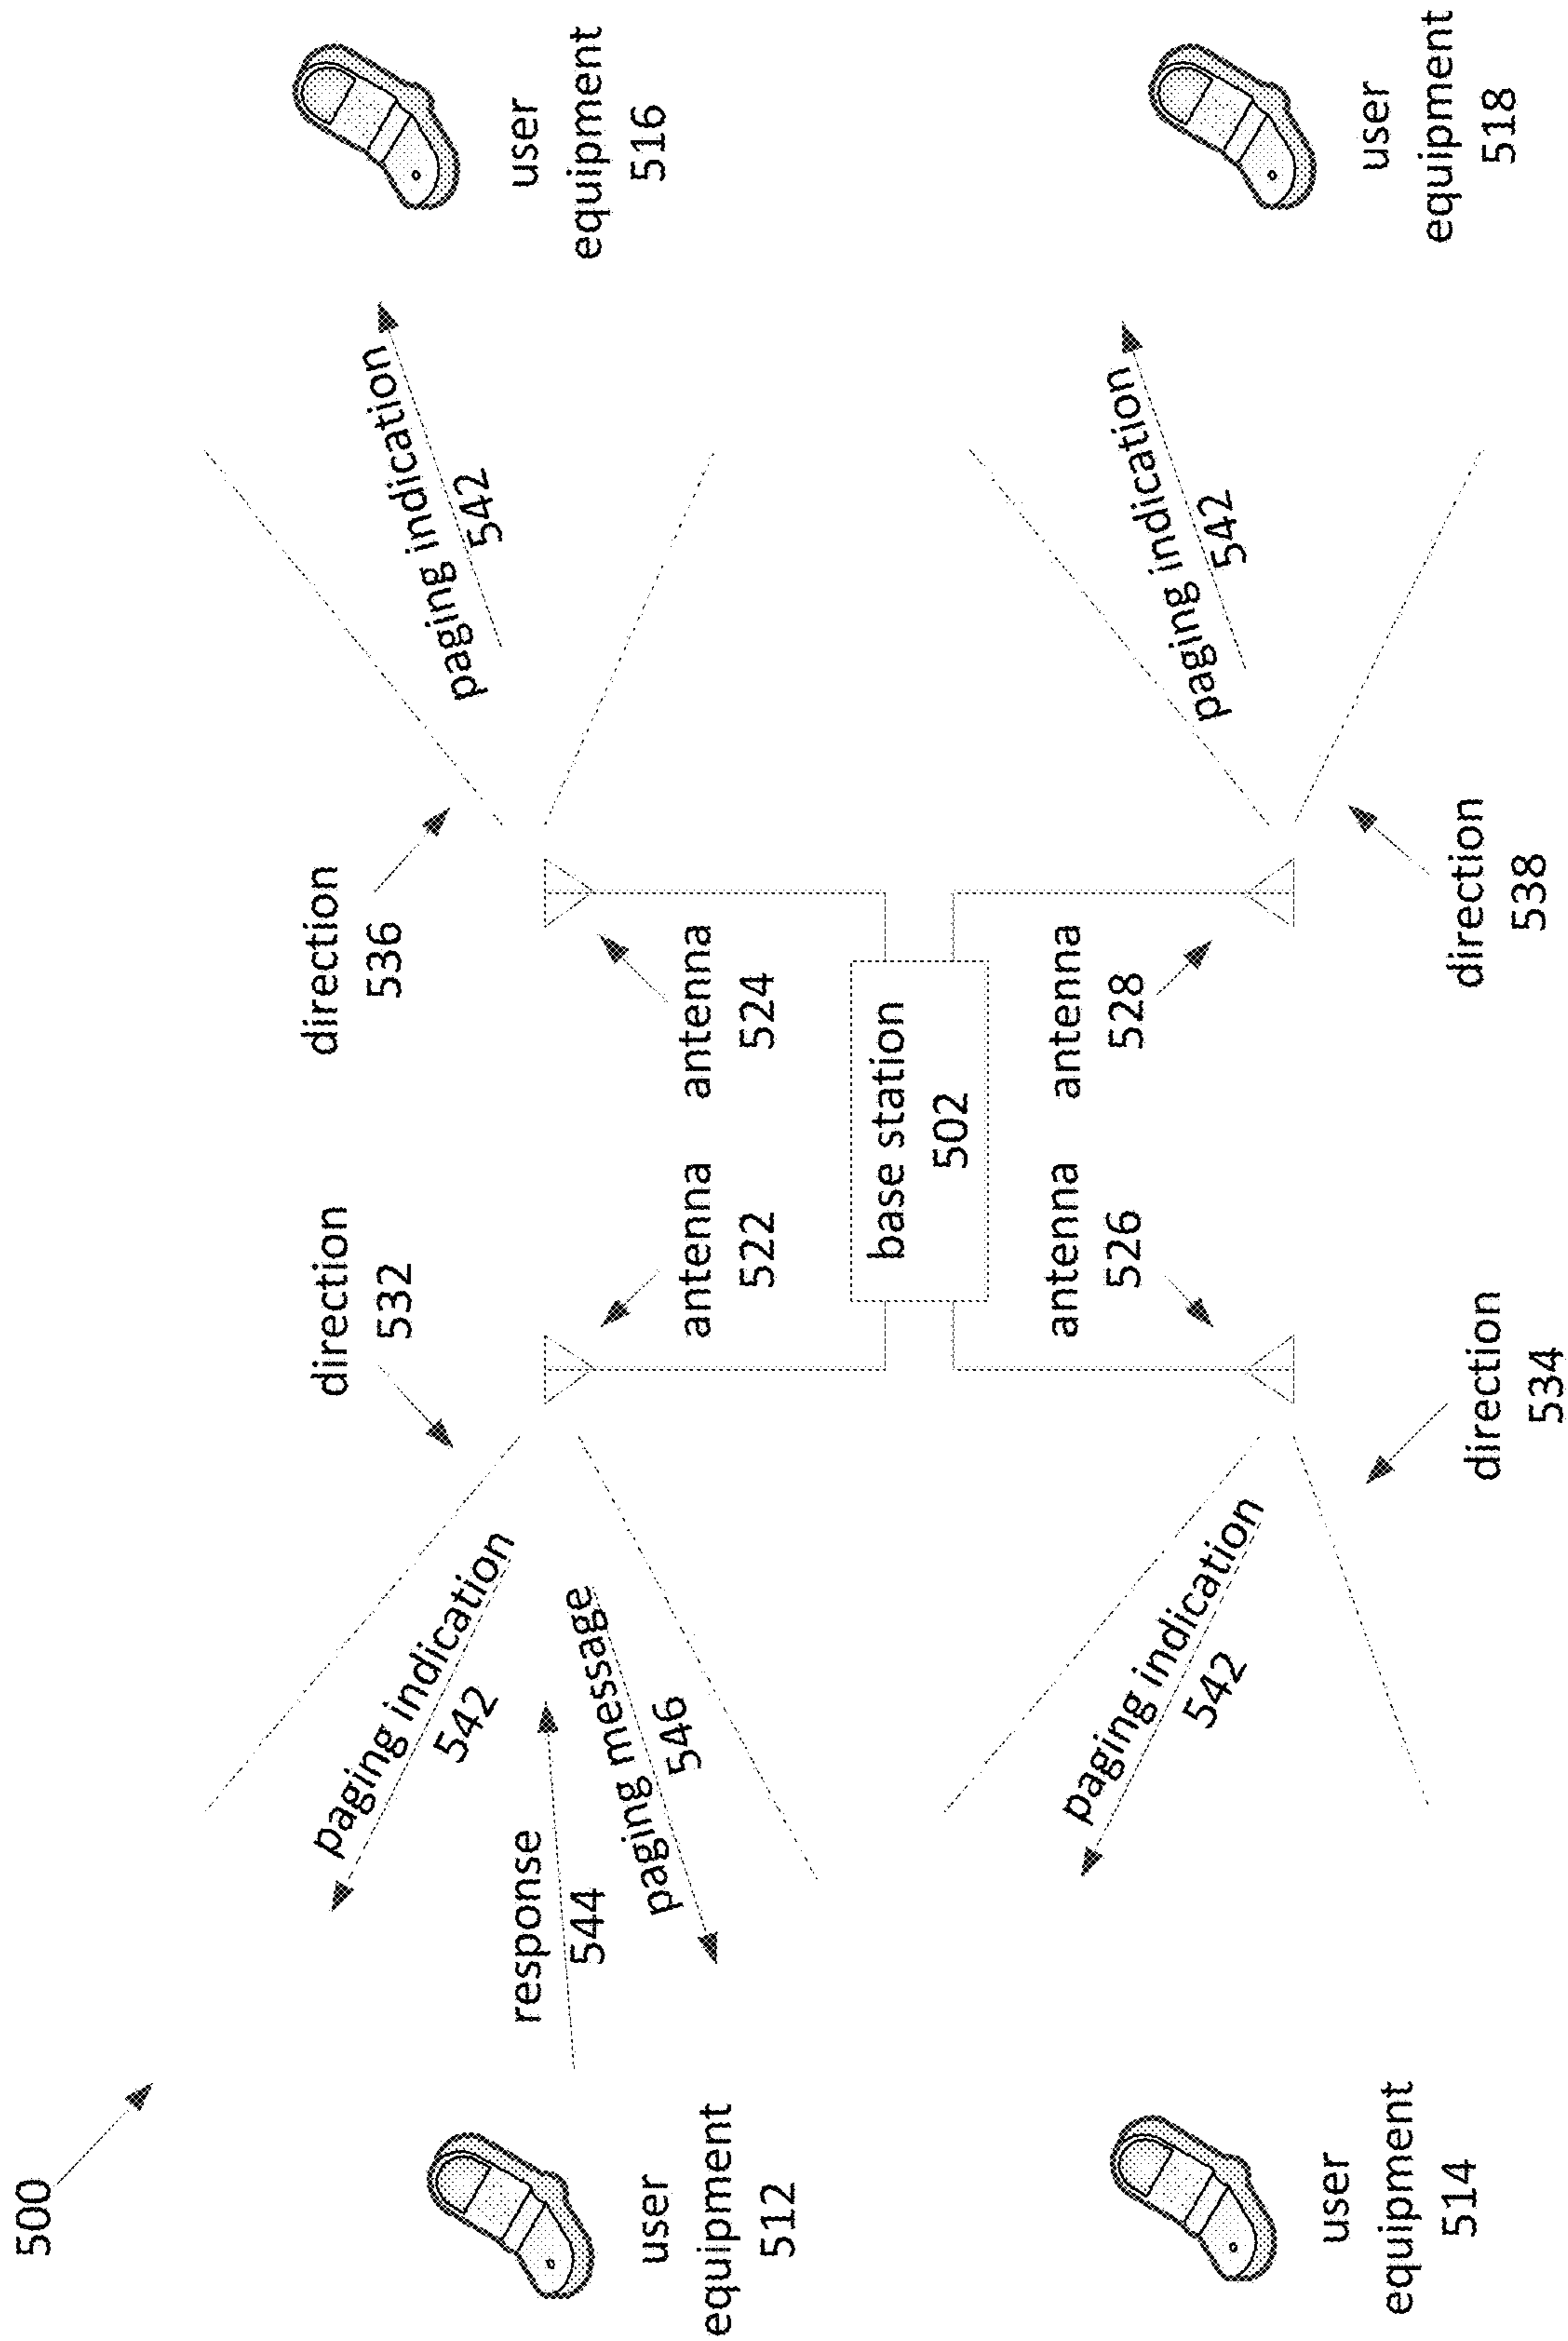 500
user
equipment
512
response
544
paging indication
542
paging message
546
direction
532
antenna
522
antenna
524
direction
536
paging indication
542
user
equipment
516
base station
502
user
equipment
514
paging indication
542
direction
534
antenna
526
antenna
528
direction
538
paging indication
542
user
equipment
518